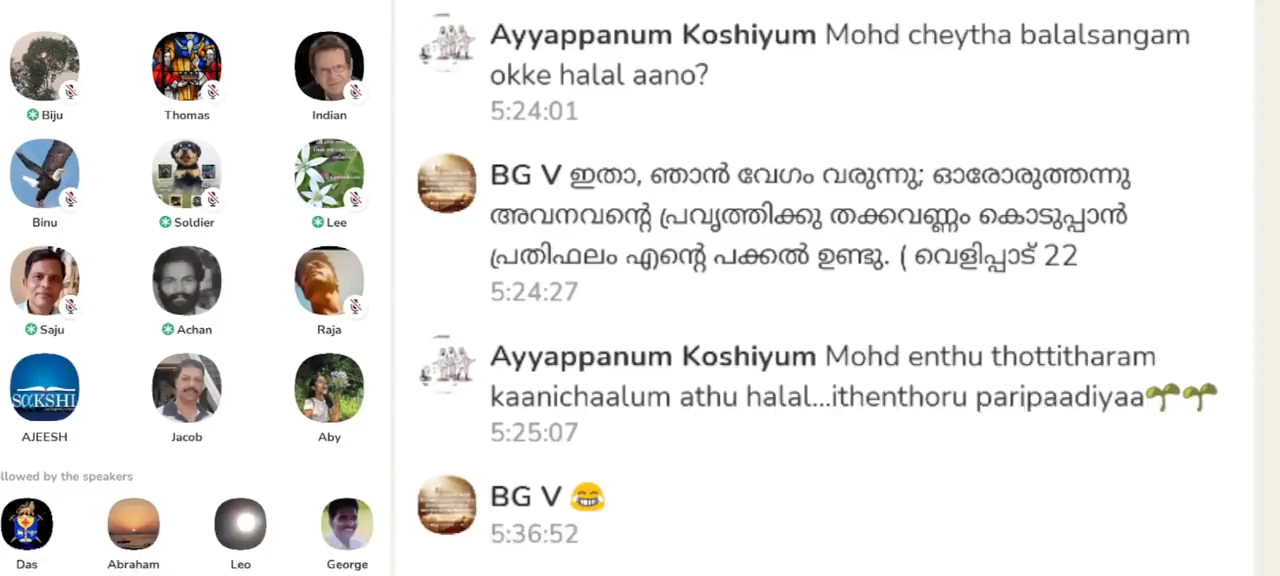 Biju
Thomas
Indian
Binu
Soldier
Lee
Saju
Achan
Raja
SAKSHI
AJEESH
Jacob
Aby
llowed by the speakers
Das
Abraham
Leo
George
Ayyappanum Koshiyum Mohd cheytha balalsangam
okke halal aano?
5:24:01
BG V ഇതാ, ഞാൻ വേഗം വരുന്നു; ഓരോരുത്തന്നു
അവനവന്റെ പ്രവൃത്തിക്കു തക്കവണ്ണം കൊടുപ്പാൻ
പ്രതിഫലം എന്റെ പക്കൽ ഉണ്ടു. ( വെളിപ്പാട് 22
5:24:27
Ayyappanum Koshiyum Mohd enthu thottitharam
kaanichaalum athu halal...ithenthoru paripaadiyaa🌱🌱
5:25:07
BG V 😂
5:36:52